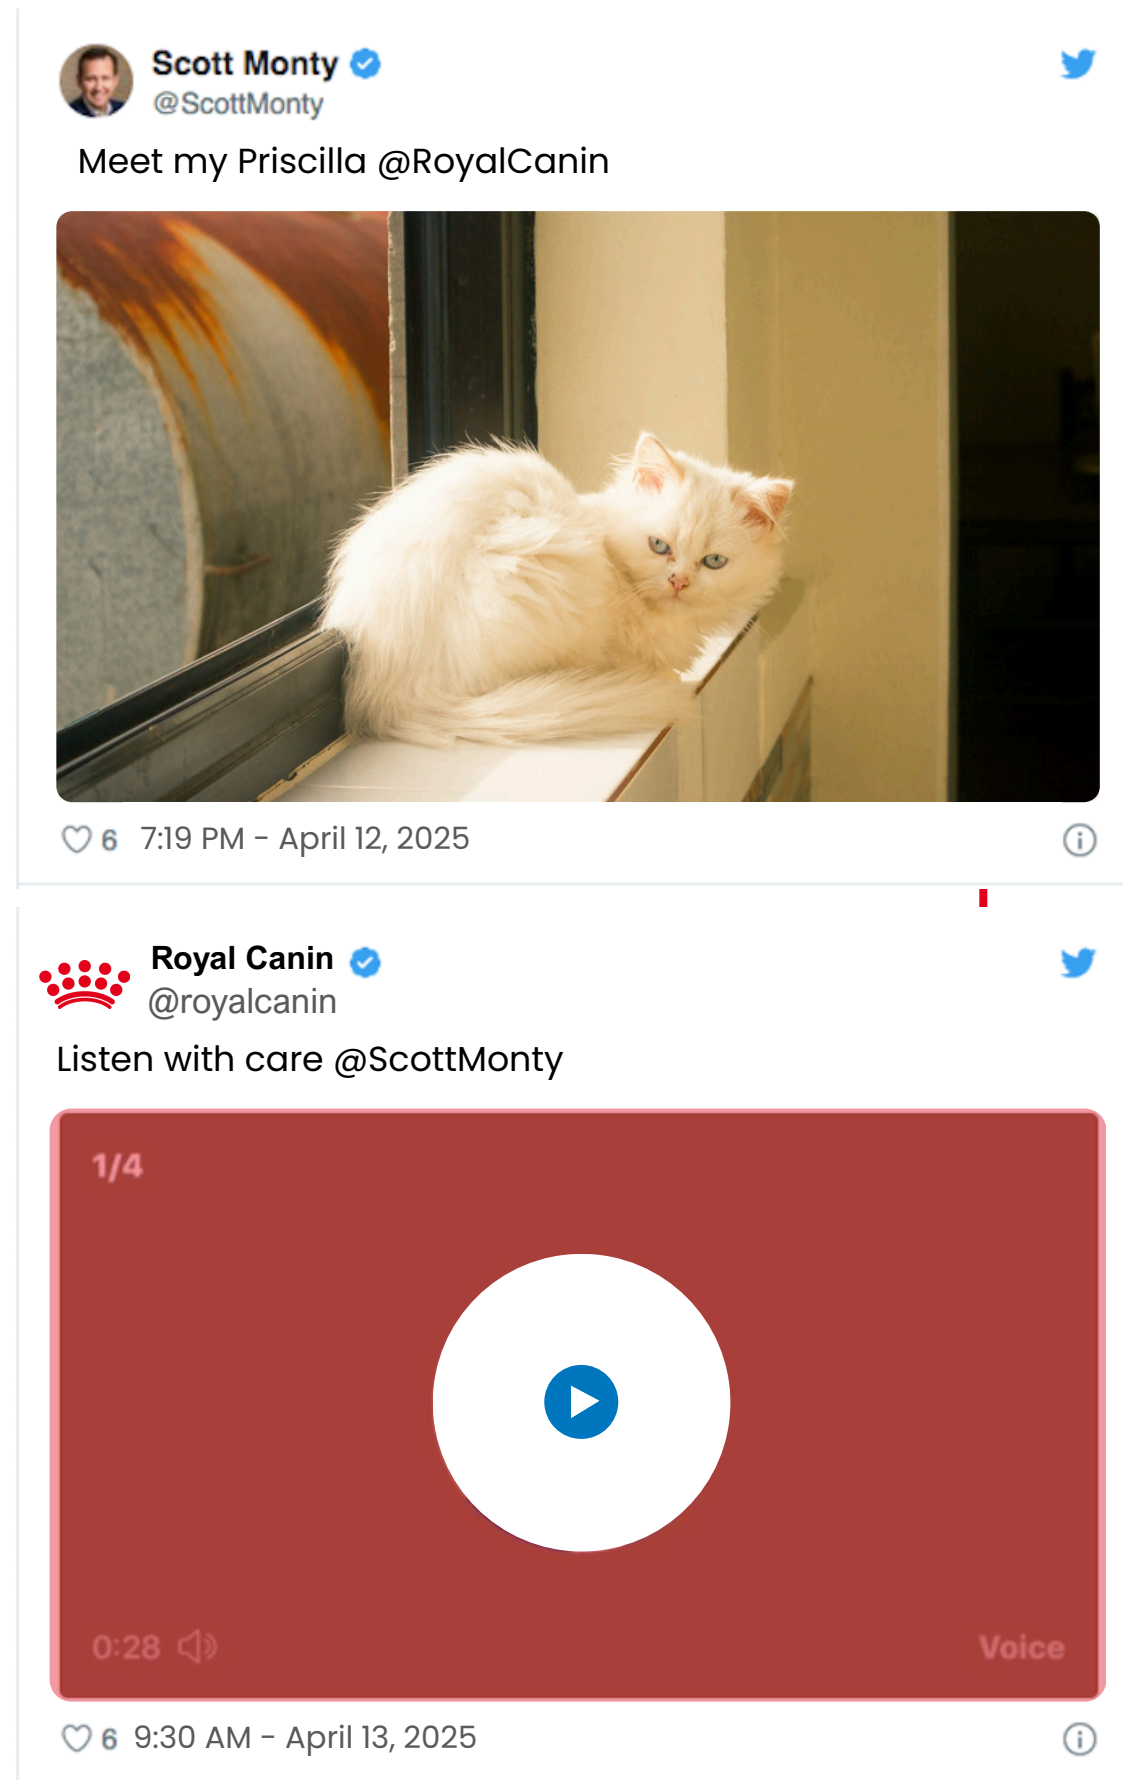 Scott Monty
@ScottMonty
Meet my Priscilla @RoyalCanin
6 7:19 PM - April 12, 2025
Royal Canin
@royalcanin
Listen with care @ScottMonty
1/4
0:28 Voice
6 9:30 AM - April 13, 2025